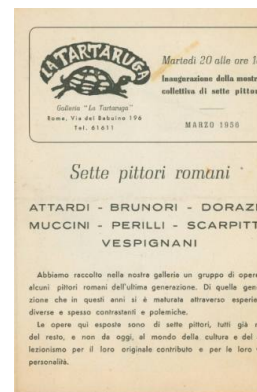 LA TARTARUGA
Galleria "La Tartaruga"
Roma, Via del Babuino 196
Tel. 61611
Martedì 20 alle ore
Inaugurazione della mostra
collettiva di sette pittor
MARZO 1956
Sette pittori romani
ATTARDI - BRUNORI - DORAZ
MUCCINI - PERILLI - SCARPITT
VESPIGNANI
Abbiamo raccolto nella nostra galleria un gruppo di opere
alcuni pittori romani dell'ultima generazione. Di quella gen
zione che in questi anni si è maturata attraverso esperie
diverse e spesso contrastanti e polemiche.
Le opere qui esposte sono di sette pittori, tutti già
del resto, e non da oggi, al mondo della cultura e del
lezionismo per il loro originale contributo e per le loro
personalità.